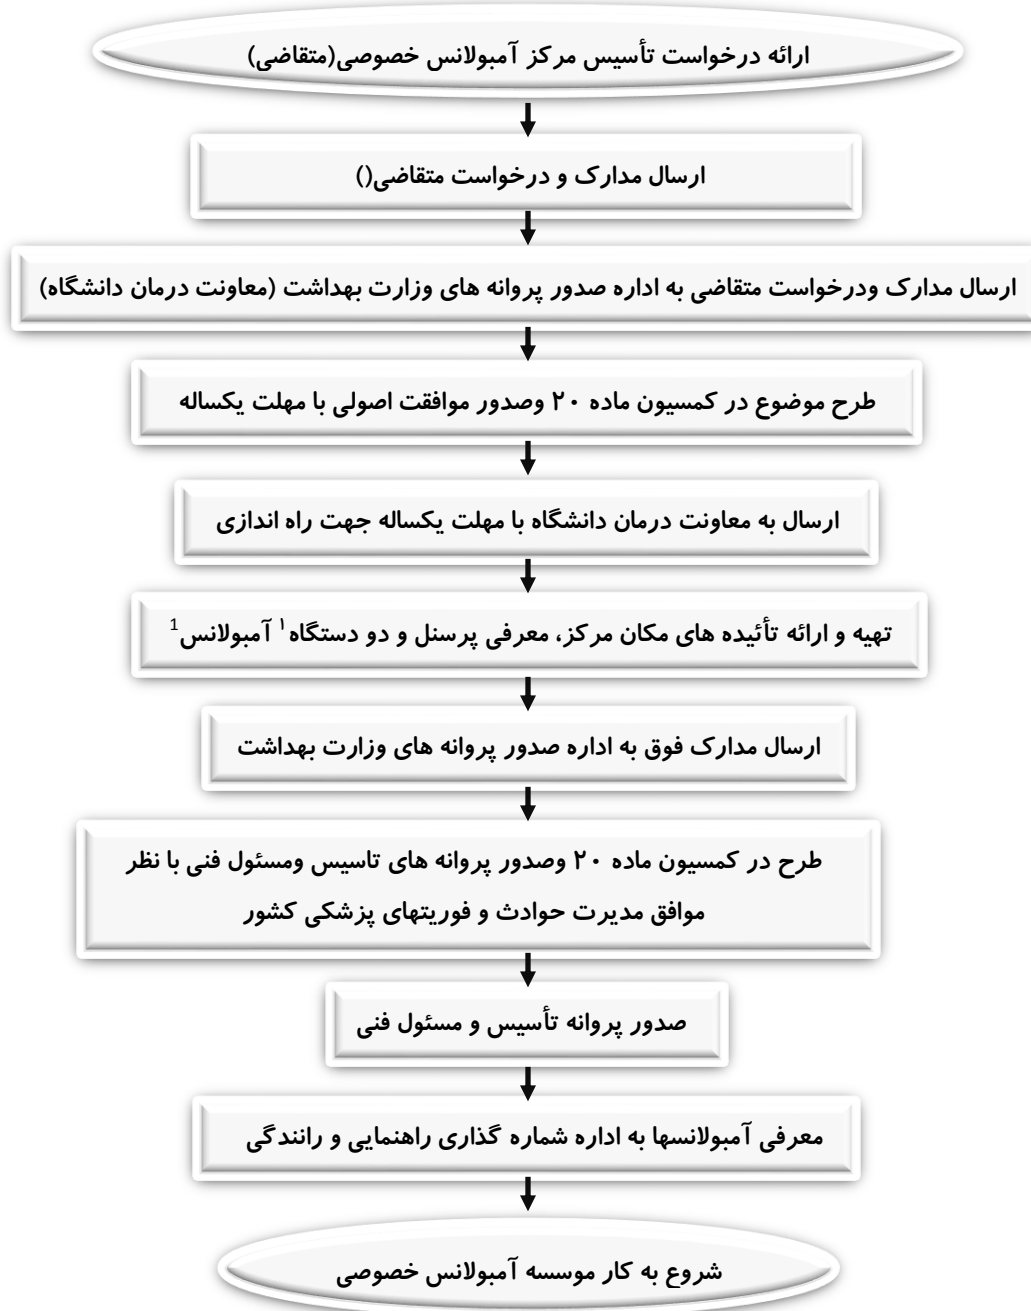 ارائه درخواست تأسیس مرکز آمبولانس خصوصی(متقاضی)
ارسال مدارک و درخواست متقاضی()
ارسال مدارک ودرخواست متقاضی به اداره صدور پروانه های وزارت بهداشت (معاونت درمان دانشگاه)
طرح موضوع در کمسیون ماده ۲۰ وصدور موافقت اصولی با مهلت یکساله
ارسال به معاونت درمان دانشگاه با مهلت یکساله جهت راه اندازی
تهیه و ارائه تأئیده های مکان مرکز، معرفی پرسنل و دو دستگاه۱ آمبولانس1
ارسال مدارک فوق به اداره صدور پروانه های وزارت بهداشت
طرح در کمسیون ماده ۲۰ وصدور پروانه های تاسیس ومسئول فنی با نظر
موافق مدیرت حوادث و فوریتهای پزشکی کشور
صدور پروانه تأسیس و مسئول فنی
معرفی آمبولانسها به اداره شماره گذاری راهنمایی و رانندگی
شروع به کار موسسه آمبولانس خصوصی